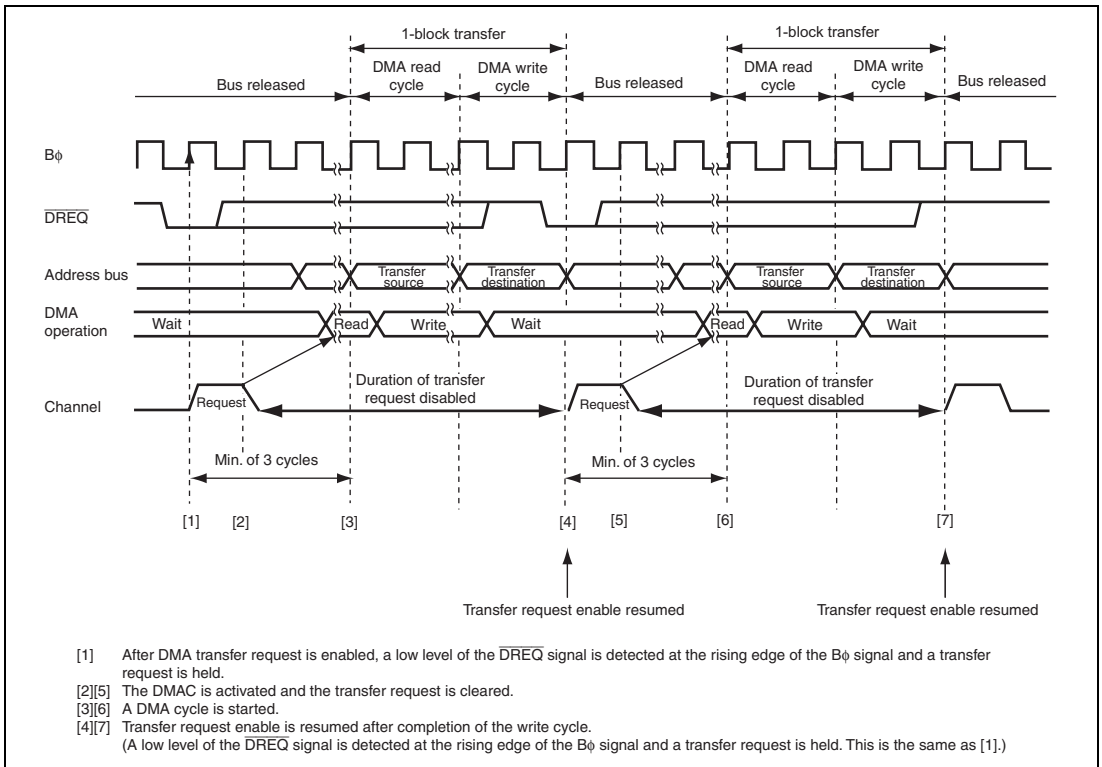 1-block transfer 1-block transfer
Bus released DMA read cycle DMA write cycle Bus released DMA read cycle DMA write cycle Bus released
Bφ
DREQ
Address bus Transfer source Transfer destination Transfer source Transfer destination
DMA operation Wait Read Write Wait Read Write Wait
Channel Request Duration of transfer request disabled Request Duration of transfer request disabled
Min. of 3 cycles Min. of 3 cycles
[1] [2] [3] [4] [5] [6] [7]
Transfer request enable resumed Transfer request enable resumed
[1] After DMA transfer request is enabled, a low level of the DREQ signal is detected at the rising edge of the Bφ signal and a transfer
request is held.
[2][5] The DMAC is activated and the transfer request is cleared.
[3][6] A DMA cycle is started.
[4][7] Transfer request enable is resumed after completion of the write cycle.
(A low level of the DREQ signal is detected at the rising edge of the Bφ signal and a transfer request is held. This is the same as [1].)